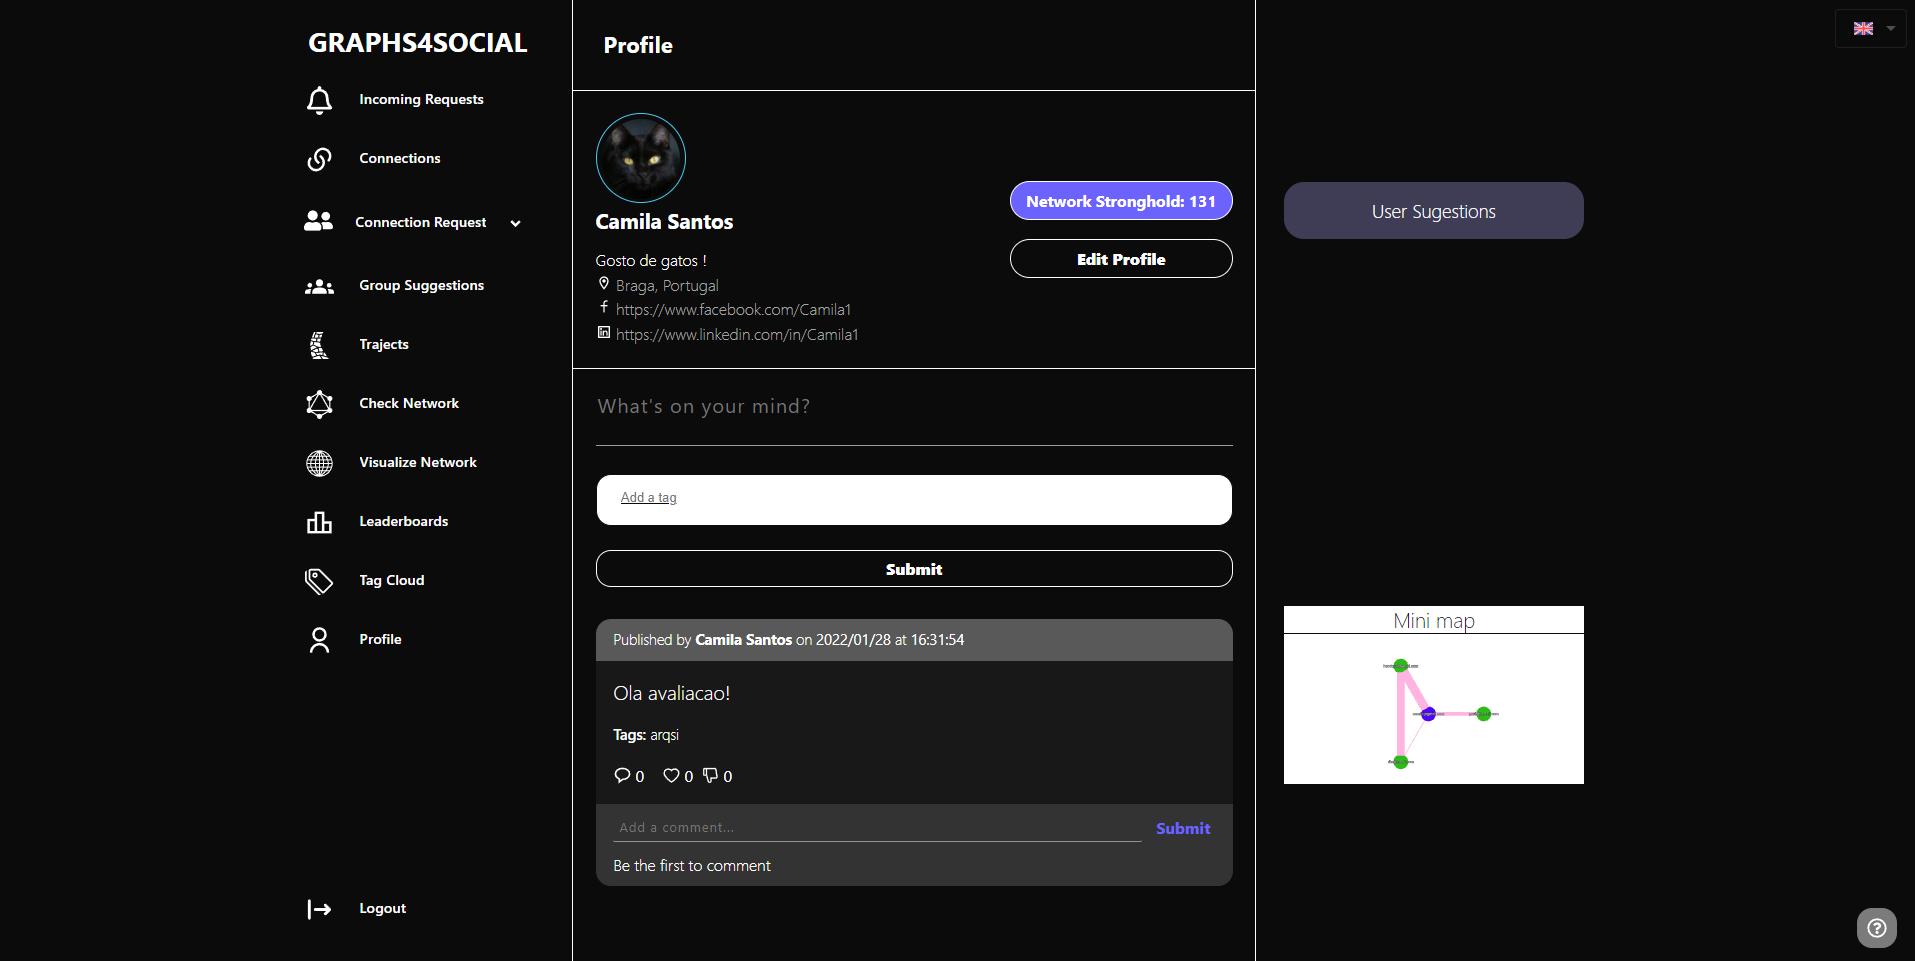 GRAPHS4SOCIAL
Incoming Requests
Connections
Connection Request
Group Suggestions
Trajects
Check Network
Visualize Network
Leaderboards
Tag Cloud
Profile
Logout
Profile
Camila Santos
Gosto de gatos !
Braga, Portugal
https://www.facebook.com/Camila1
https://www.linkedin.com/in/Camila1
Network Stronghold: 131
Edit Profile
What's on your mind?
Add a tag
Submit
Published by Camila Santos on 2022/01/28 at 16:31:54
Ola avaliacao!
Tags: arqsi
0 0 0
Add a comment...
Submit
Be the first to comment
User Sugestions
Mini map